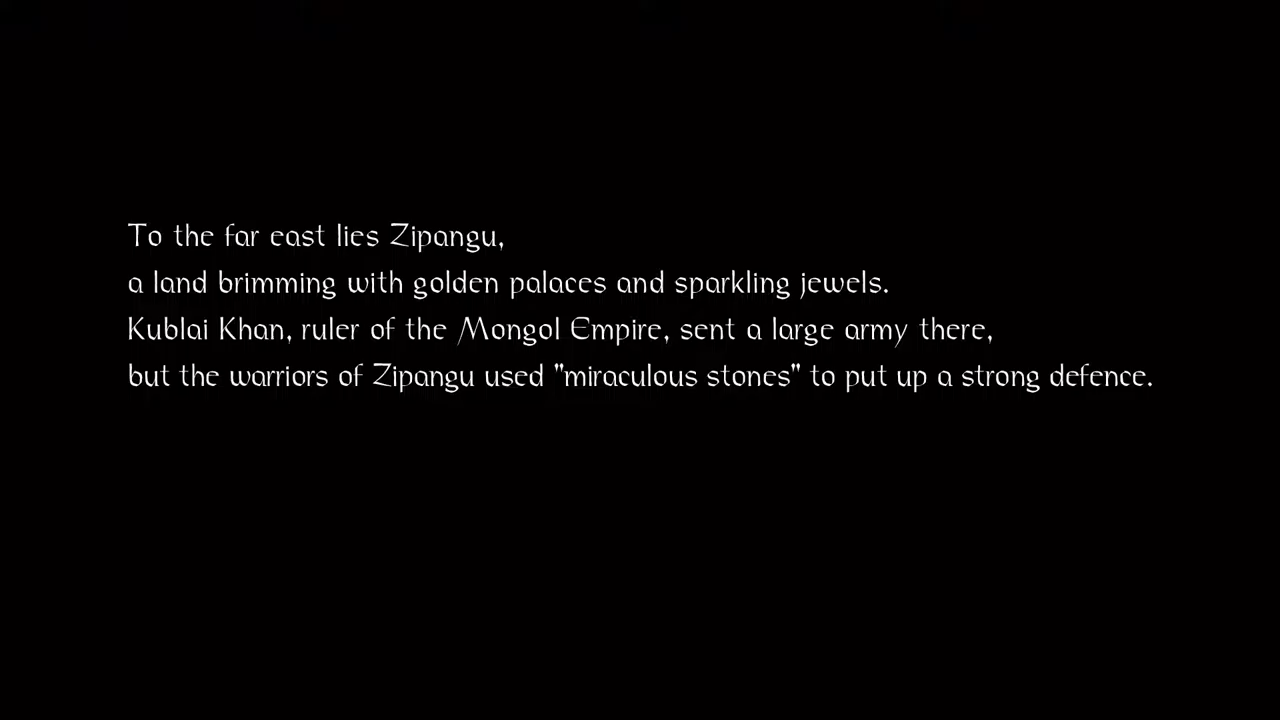 To the far east lies Zipangu,
a land brimming with golden palaces and sparkling jewels.
Kublai Khan, ruler of the Mongol Empire, sent a large army there,
but the warriors of Zipangu used "miraculous stones" to put up a strong defence.